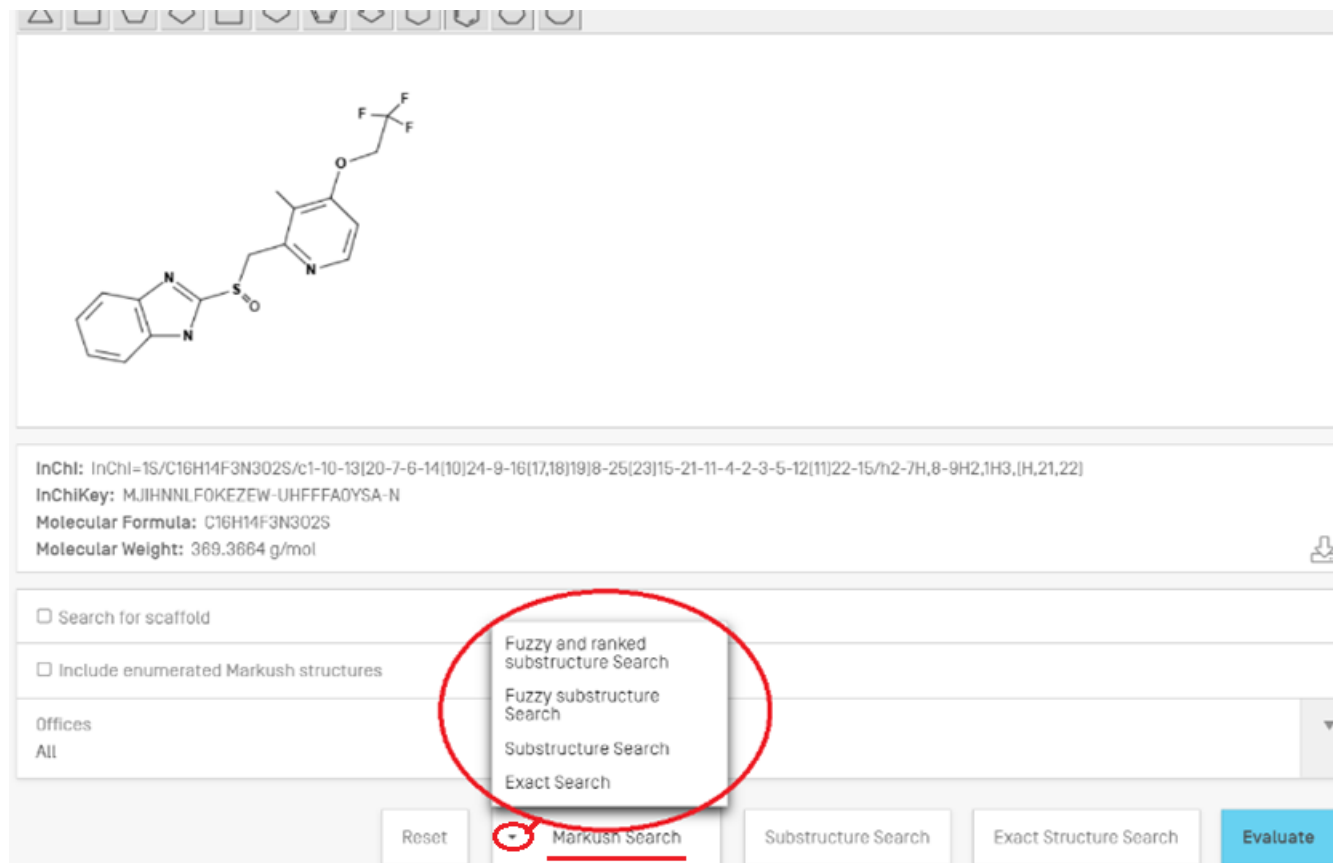 F
F
F
O
N
N
S
O
N
InChI: InChI=1S/C16H14F3N3O2S/c1-10-13(20-7-6-14(10)24-9-16(17,18)19)8-25(23)15-21-11-4-2-3-5-12(11)22-15/h2-7H,8-9H2,1H3,(H,21,22)
InChiKey: MJIHNNLFOKEZEW-UHFFFAOYSA-N
Molecular Formula: C16H14F3N3O2S
Molecular Weight: 369.3664 g/mol
Search for scaffold
Include enumerated Markush structures
Offices
All
Fuzzy and ranked
substructure Search
Fuzzy substructure
Search
Substructure Search
Exact Search
Reset
Markush Search
Substructure Search
Exact Structure Search
Evaluate